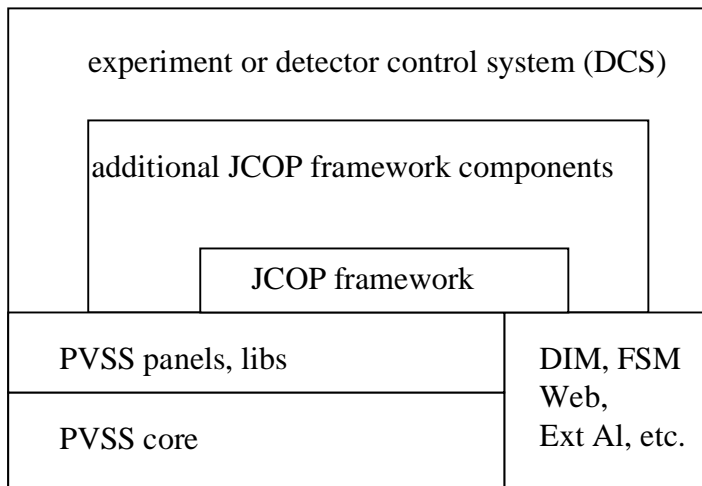 experiment or detector control system (DCS)
additional JCOP framework components
JCOP framework
PVSS panels, libs
PVSS core
DIM, FSM
Web,
Ext Al, etc.